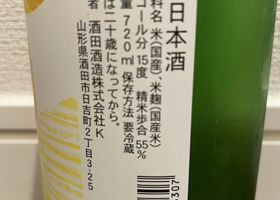 日本酒
料名 米(国産)、米麹(国産米)
コール分 15度 精米歩合 55%
量 720ml 保存方法 要冷蔵
は二十歳になってから。
者 酒田酒造株式会社K
山形県酒田市日吉町2丁目3-25
307